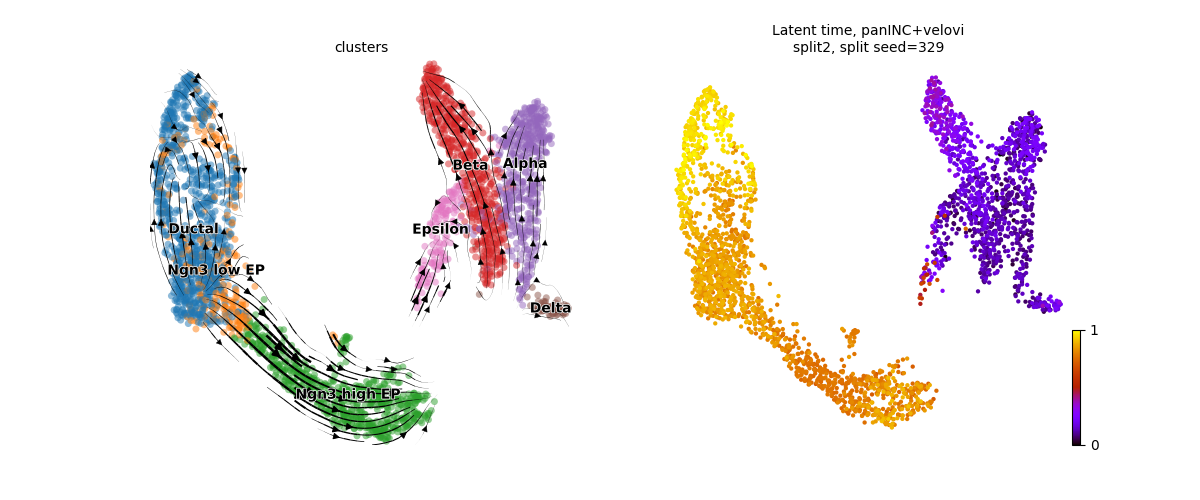 clusters
Ductal
Ngn3 low EP
Ngn3 high EP
Beta
Alpha
Epsilon
Delta
Latent time, panINC+velovi
split2, split seed=329
1
0